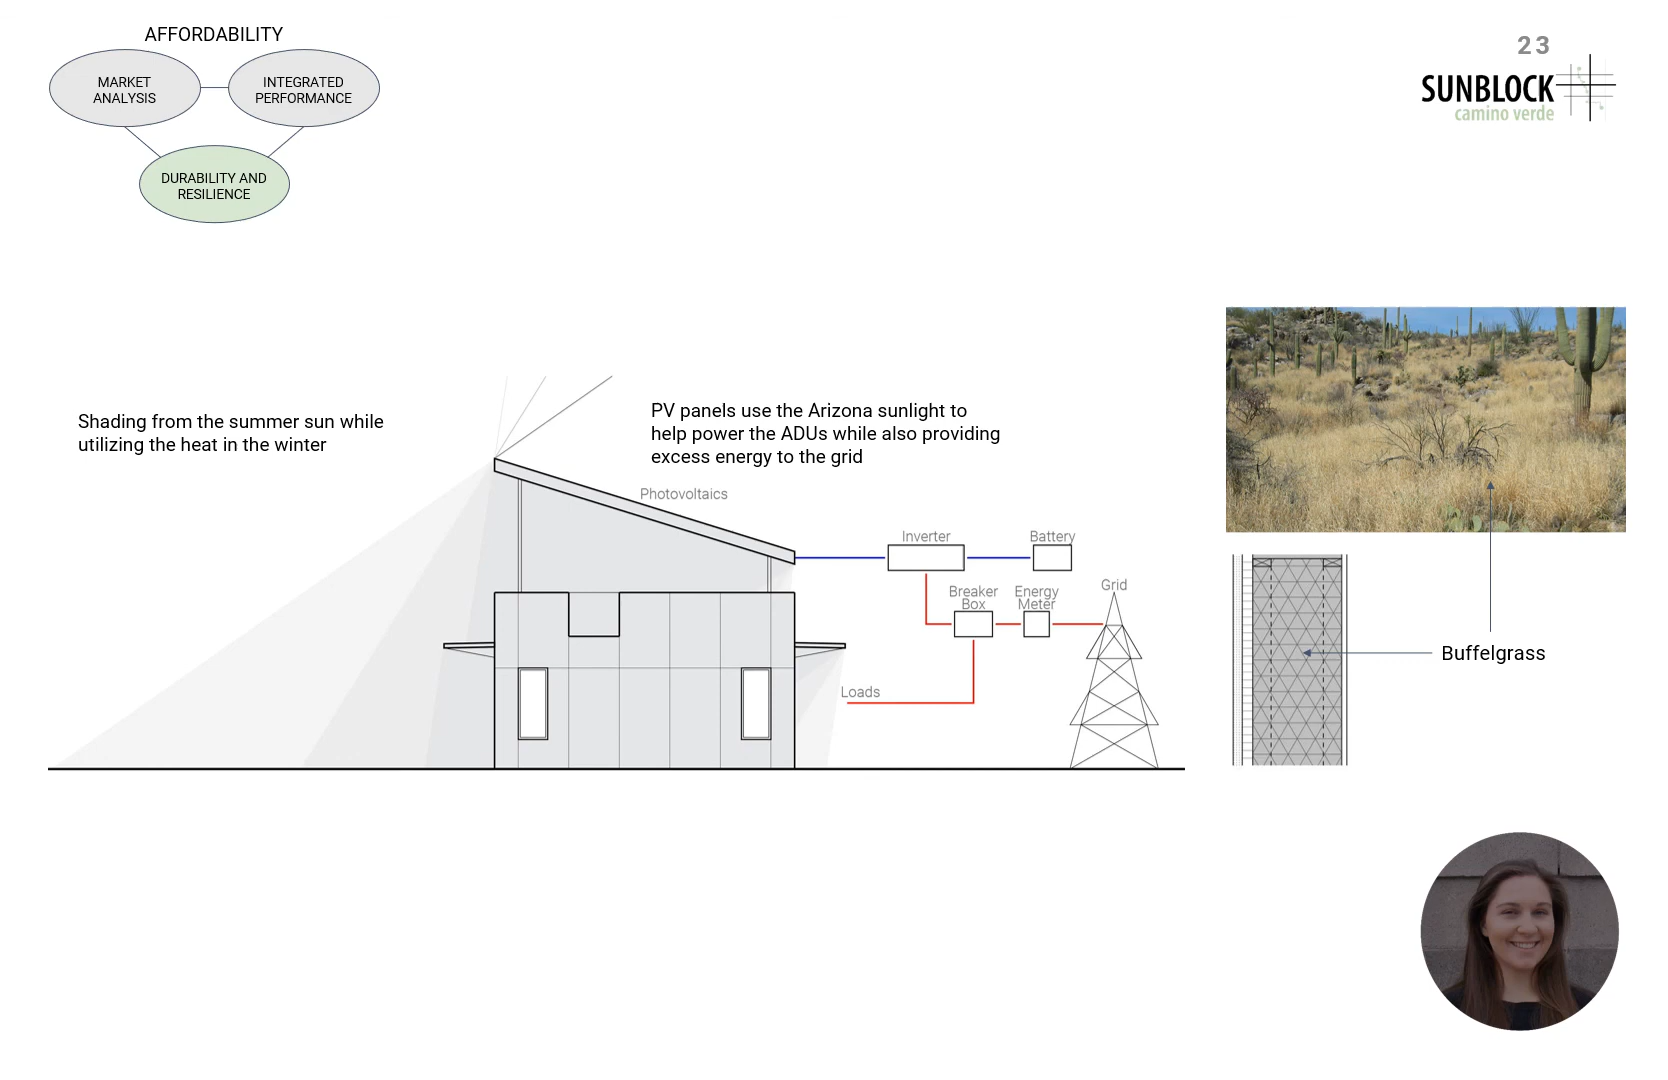 AFFORDABILITY
MARKET
ANALYSIS
INTEGRATED
PERFORMANCE
DURABILITY AND
RESILIENCE
23
SUNBLOCK
camino verde
Shading from the summer sun while
utilizing the heat in the winter
PV panels use the Arizona sunlight to
help power the ADUs while also providing
excess energy to the grid
Photovoltaics
Inverter
Battery
Breaker
Box
Energy
Meter
Grid
Loads
Buffelgrass